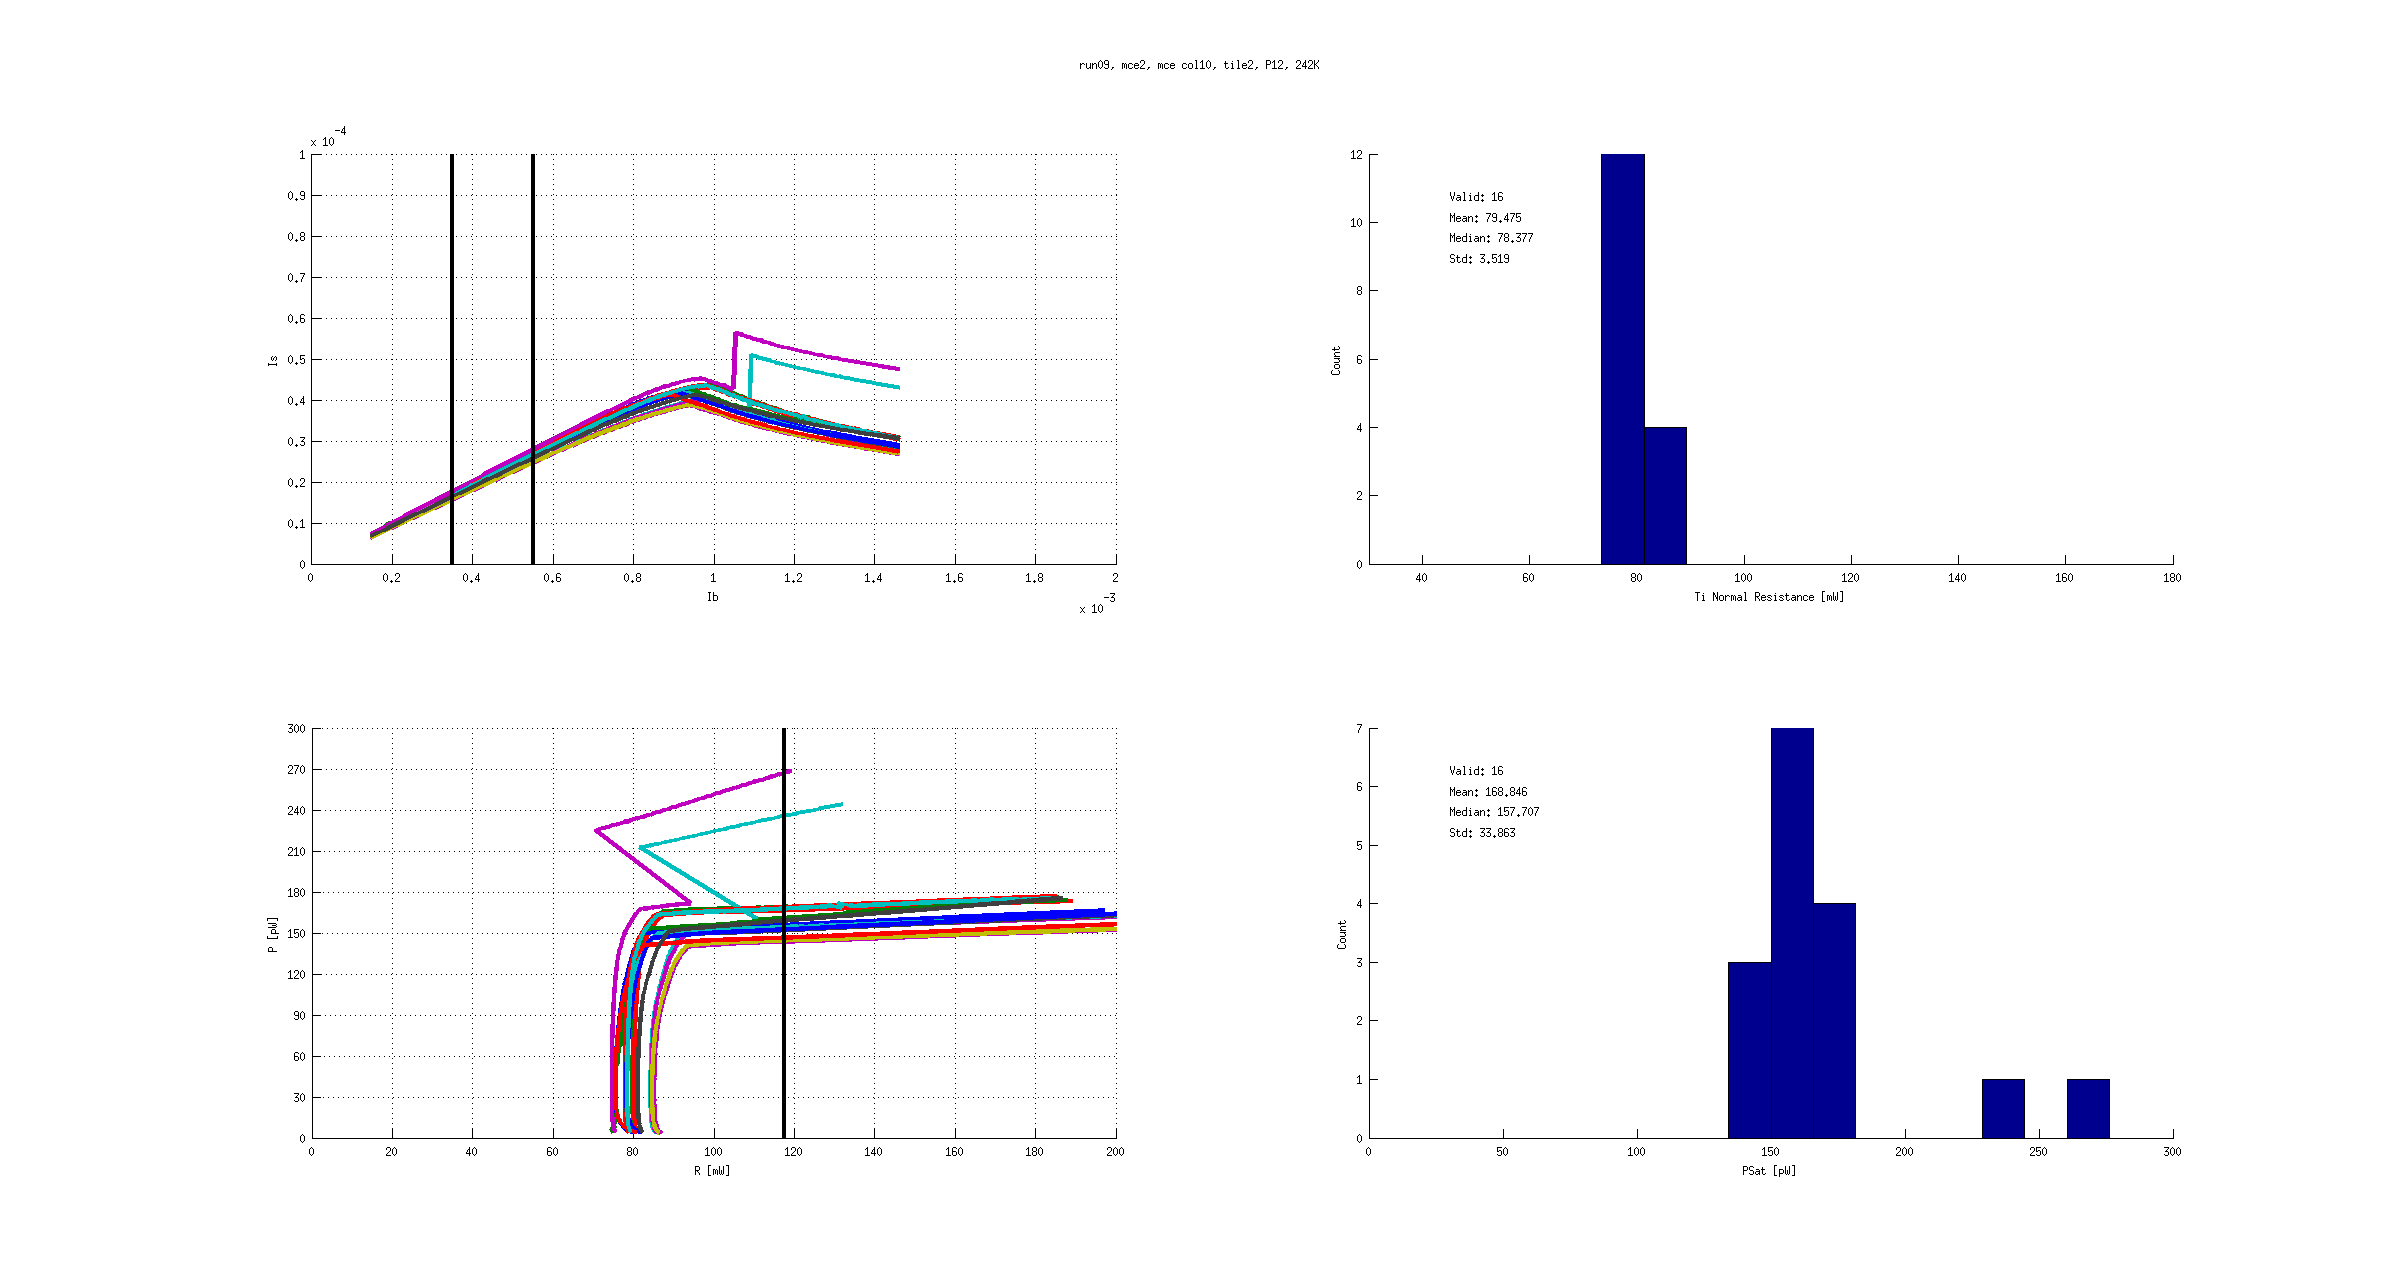 run09, mce2, mce col10, tile2, P12, 242K
x 10 -4
1
0.9
0.8
0.7
0.6
0.5
0.4
0.3
0.2
0.1
0
Is
0 0.2 0.4 0.6 0.8 1 1.2 1.4 1.6 1.8 2
Ib
x 10 -3
12
10
8
6
4
2
0
Count
Valid: 16
Mean: 79.475
Median: 78.377
Std: 3.519
40 60 80 100 120 140 160 180
Ti Normal Resistance [mW]
300
270
240
210
180
150
120
90
60
30
0
P [pW]
0 20 40 60 80 100 120 140 160 180 200
R [mW]
7
6
5
4
3
2
1
0
Count
Valid: 16
Mean: 168.846
Median: 157.707
Std: 33.863
0 50 100 150 200 250 300
PSat [pW]